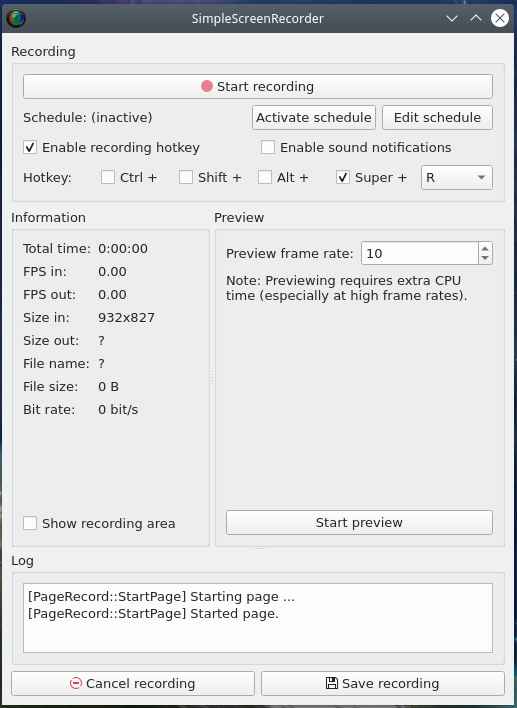 SimpleScreenRecorder
Recording
Start recording
Schedule: (inactive) Activate schedule Edit schedule
Enable recording hotkey Enable sound notifications
Hotkey: Ctrl + Shift + Alt + Super + R
Information
Total time: 0:00:00
FPS in: 0.00
FPS out: 0.00
Size in: 932x827
Size out: ?
File name: ?
File size: 0 B
Bit rate: 0 bit/s
Show recording area
Preview
Preview frame rate: 10
Note: Previewing requires extra CPU
time (especially at high frame rates).
Start preview
Log
[PageRecord::StartPage] Starting page ...
[PageRecord::StartPage] Started page.
Cancel recording Save recording